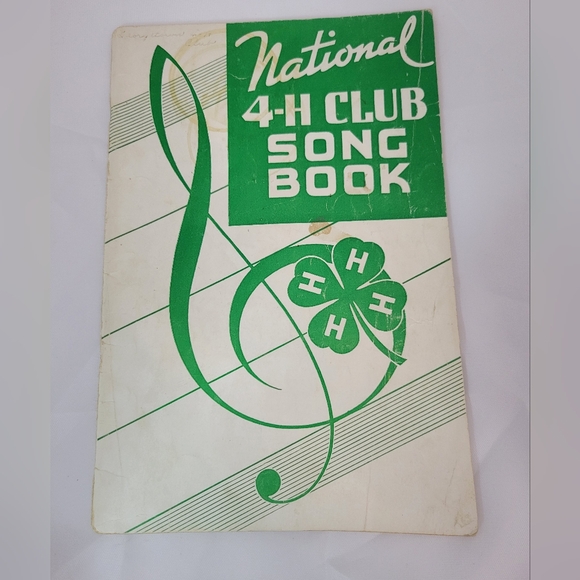 National
4-H CLUB
SONG
BOOK
H
H
H
H